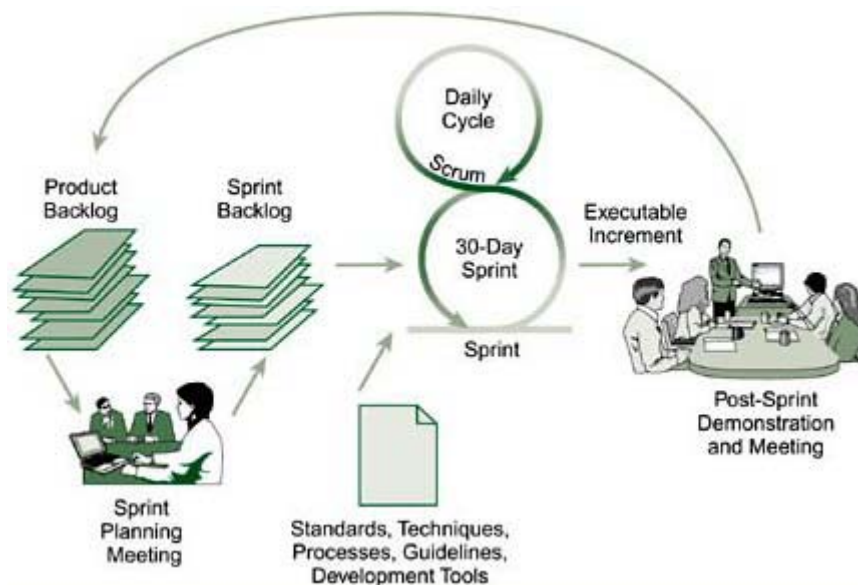 Daily
Cycle
Scrum
Product
Backlog
Sprint
Backlog
30-Day
Sprint
Executable
Increment
Sprint
Post-Sprint
Demonstration
and Meeting
Sprint
Planning
Meeting
Standards, Techniques,
Processes, Guidelines,
Development Tools